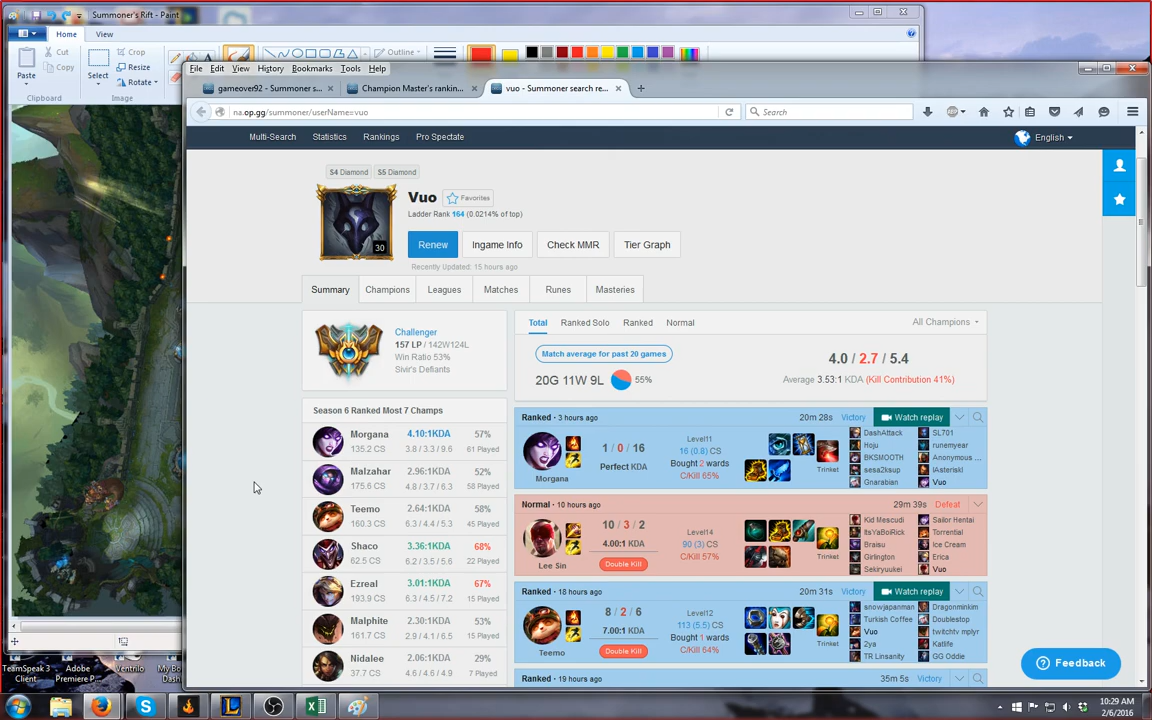 Summoner's Rift - Paint
Home View
Cut
Copy
Paste
Clipboard
Select
Crop
Resize
Rotate
Image
Outline
File Edit View History Bookmarks Tools Help
gameover92 - Summoner s...
Champion Master's rankin...
vuo - Summoner search re...
na.op.gg/summoner/userName=vuo
Search
Multi-Search Statistics Rankings Pro Spectate
English
S4 Diamond S5 Diamond
30
Vuo
Favorites
Ladder Rank 164 (0.0214% of top)
Renew Ingame Info Check MMR Tier Graph
Recently Updated, 15 hours ago
Summary Champions Leagues Matches Runes Masteries
Challenger
157 LP / 142W124L
Win Ratio 53%
Sivir's Defiants
Season 6 Ranked Most 7 Champs
Morgana 4.10:1KDA 57%
135.2 CS 3.8 / 3.3 / 9.6 61 Played
Malzahar 2.96:1KDA 52%
175.6 CS 4.8 / 3.7 / 6.3 58 Played
Teemo 2.64:1KDA 58%
160.3 CS 6.3 / 4.4 / 5.3 45 Played
Shaco 3.36:1KDA 68%
62.5 CS 6.2 / 3.5 / 5.6 22 Played
Ezreal 3.01:1KDA 67%
193.9 CS 6.3 / 4.5 / 7.2 15 Played
Malphite 2.30:1KDA 53%
161.7 CS 2.9 / 4.1 / 6.5 15 Played
Nidalee 2.06:1KDA 29%
37.7 CS 4.6 / 4.6 / 4.9 7 Played
Total Ranked Solo Ranked Normal
All Champions
Match average for past 20 games
20G 11W 9L 55%
4.0 / 2.7 / 5.4
Average 3.53:1 KDA (Kill Contribution 41%)
Ranked · 3 hours ago 20m 28s Victory Watch replay
Morgana
1 / 0 / 16
Perfect KDA
Level11
16 (0.8) CS
Bought 2 wards
C/Kill 65%
Trinket
DashAttack
Hoju
BKSMOOTH
sesa2ksup
Gnarabian
SL701
runemyear
Anonymous ...
IAsteriskI
Vuo
Normal · 10 hours ago 29m 39s Defeat
Lee Sin
10 / 3 / 2
4.00:1 KDA
Double Kill
Level14
90 (3) CS
C/Kill 57%
Trinket
Kid Mescudi
ItsYaBoiRick
Braisu
Girlington
Sekiryuukei
Sailor Hentai
Torrential
Ice Cream
Erica
Vuo
Ranked · 18 hours ago 20m 31s Victory Watch replay
Teemo
8 / 2 / 6
7.00:1 KDA
Double Kill
Level12
113 (5.5) CS
Bought 1 wards
C/Kill 64%
Trinket
snowjapanman
Turkish Coffee
Vuo
2ya
TR Linsanity
Dragonminkim
Doublestop
twitchtv mplyr
Katlife
GG Oddie
Ranked · 19 hours ago 35m 5s Victory
Feedback
TeamSpeak 3
Client
Adobe
Premiere P...
Ventrilo
My Bo
Dash
10:29 AM
2/6/2016